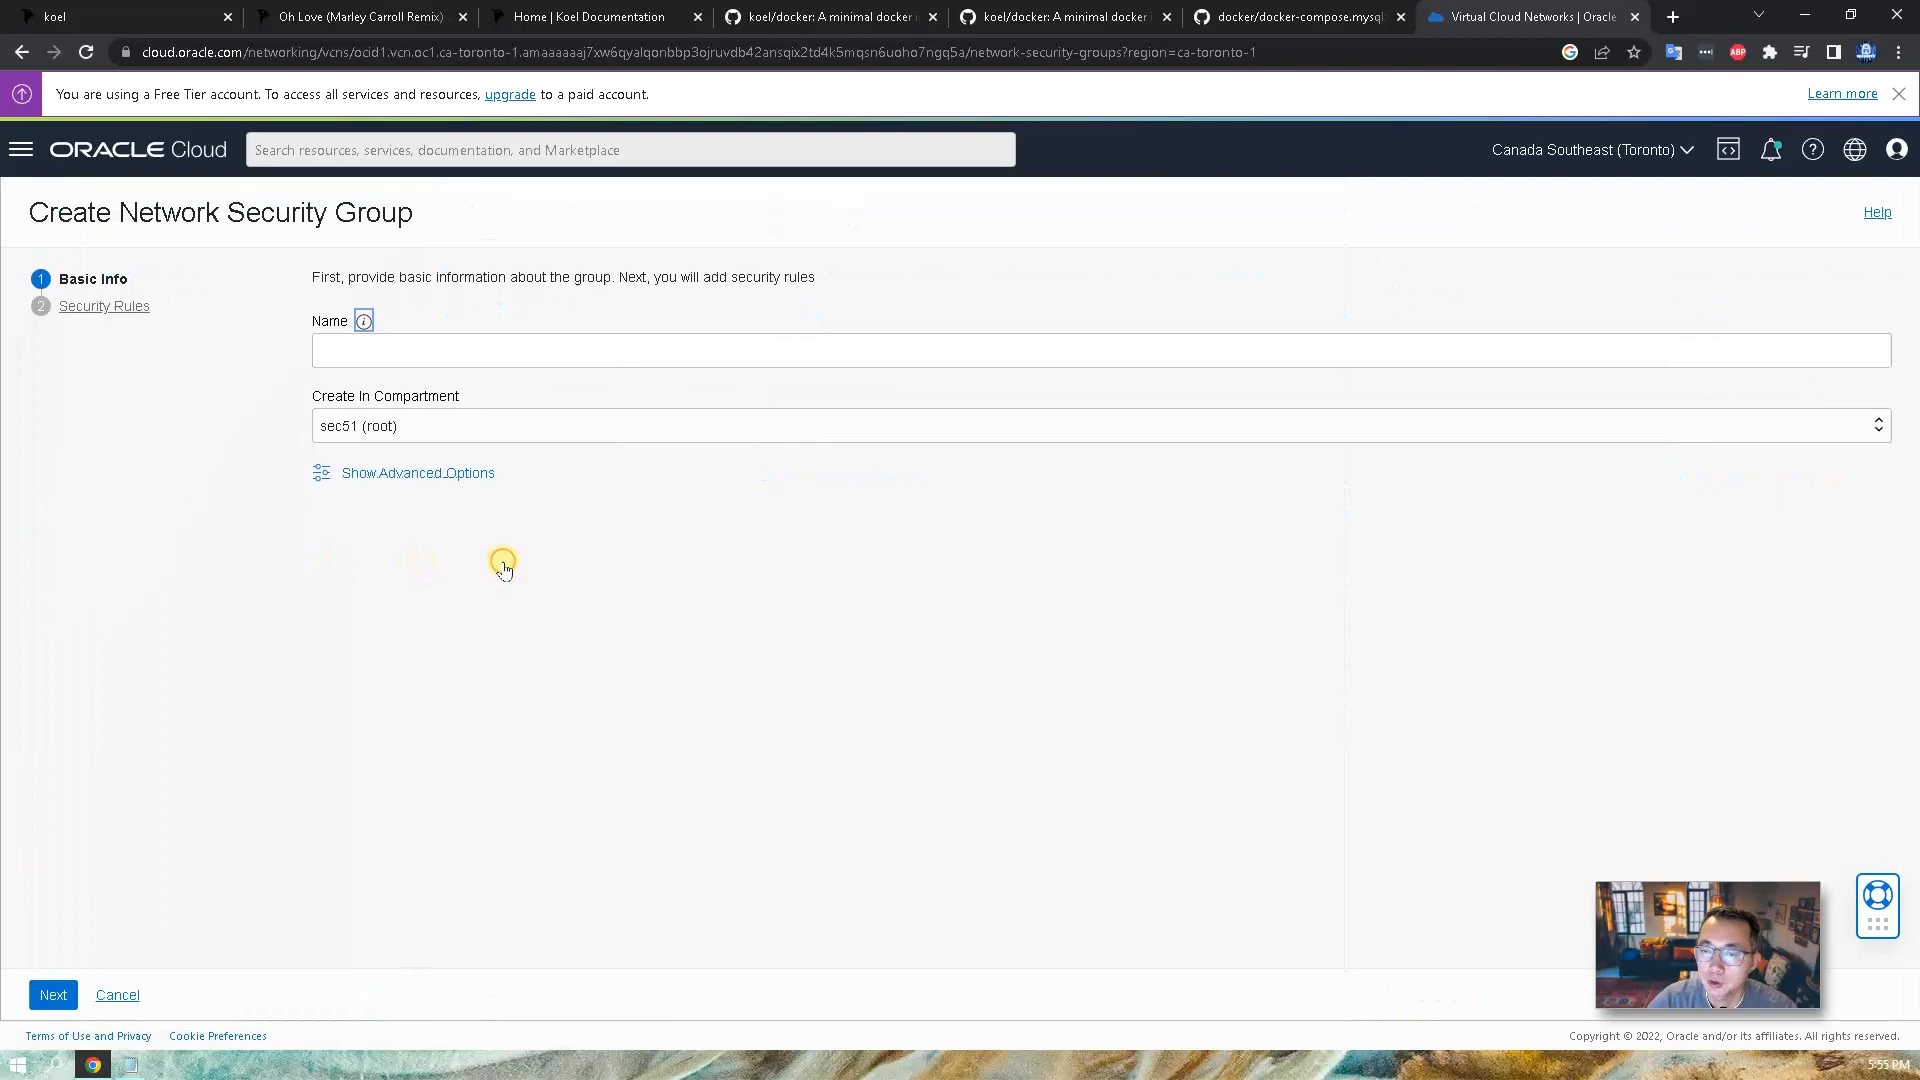 koel
Oh Love (Marley Carroll Remix)
Home | Koel Documentation
koel/docker: A minimal docker
koel/docker: A minimal docker
docker/docker-compose.mysql
Virtual Cloud Networks | Oracle
cloud.oracle.com/networking/vcns/ocid1.vcn.oc1.ca-toronto-1.amaaaaaaj7xw6qyalqonbbp3ojruvdb42ansqix2td4k5mqsn6uoho7ngq5a/network-security-groups?region=ca-toronto-1
ABP
You are using a Free Tier account. To access all services and resources, upgrade to a paid account.
Learn more
ORACLE Cloud
Search resources, services, documentation, and Marketplace
Canada Southeast (Toronto)
Create Network Security Group
Help
1 Basic Info
2 Security Rules
First, provide basic information about the group. Next, you will add security rules
Name
Create In Compartment
sec51 (root)
Show Advanced Options
Next
Cancel
Terms of Use and Privacy
Cookie Preferences
Copyright © 2022, Oracle and/or its affiliates. All rights reserved.
5:55 PM